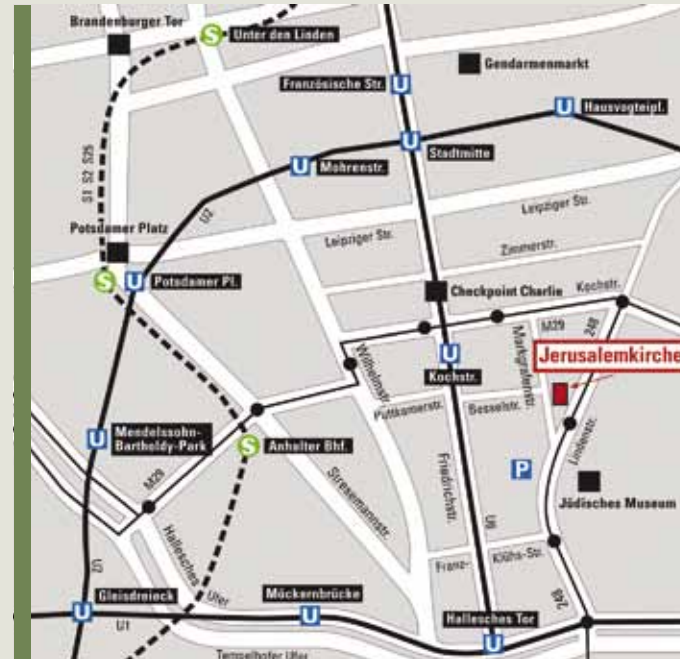 Brandenburger Tor
S
Unter den Linden
Gendarmenmarkt
Französische Str.
U
Hausvogteipl.
U
S1 S2 S25
U
Mohrenstr.
U
Stadtmitte
U2
Leipziger Str.
Leipziger Str.
Potsdamer Platz
Zimmerstr.
S
U
Potsdamer Pl.
Checkpoint Charlie
Kochstr.
M29
248
Markgrafenstr.
Wilhelmstr.
U
Kochstr.
Jerusalemkirche
Puttkamerstr.
Besselstr.
U
Mendelssohn-
Bartholdy-Park
S
Anhalter Bhf.
Lindenstr.
M29
Stresemannstr.
Friedrichstr.
P
Jödisches Museum
U6
Hallesches Ufer
Franz-
Klühs-Str.
U2
Gleisdreieck
Möckernbrücke
248
U
U1
U
Hallesches Tor
U
Tempelhofer Ufer